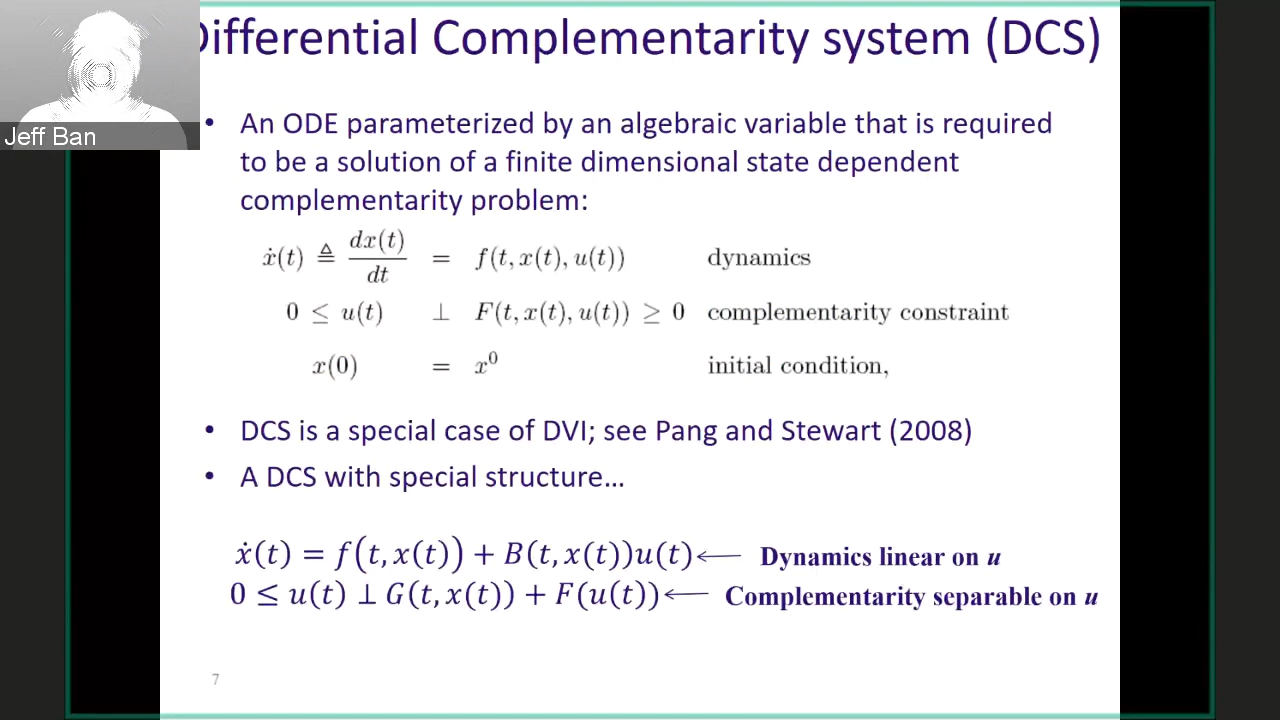 Differential Complementarity system (DCS)
Jeff Ban
• An ODE parameterized by an algebraic variable that is required
to be a solution of a finite dimensional state dependent
complementarity problem:
ẋ(t) ≜ dx(t)/dt = f(t, x(t), u(t)) dynamics
0 ≤ u(t) ⊥ F(t, x(t), u(t)) ≥ 0 complementarity constraint
x(0) = x⁰ initial condition,
• DCS is a special case of DVI; see Pang and Stewart (2008)
• A DCS with special structure…
ẋ(t) = f(t, x(t)) + B(t, x(t))u(t) ← Dynamics linear on u
0 ≤ u(t) ⊥ G(t, x(t)) + F(u(t)) ← Complementarity separable on u
7